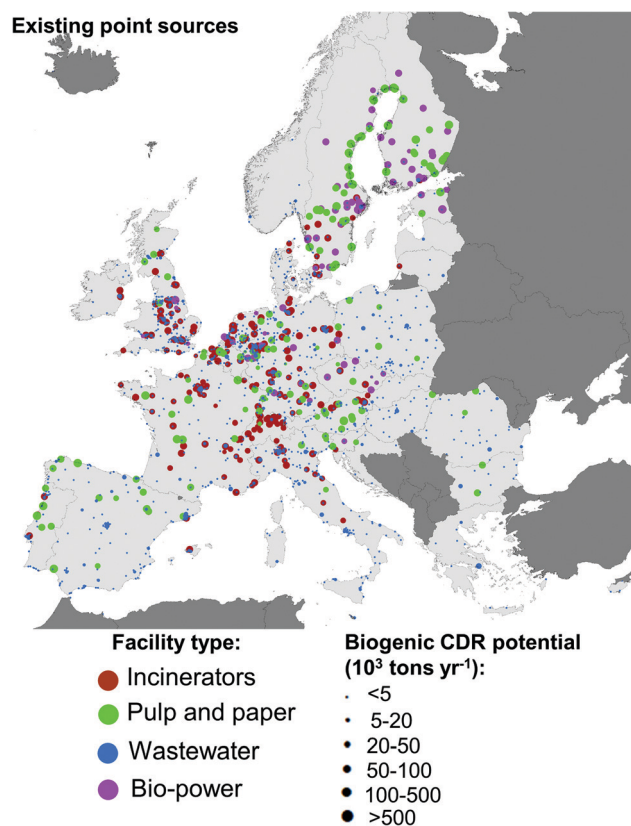 Existing point sources
Facility type:
Incinerators
Pulp and paper
Wastewater
Bio-power
Biogenic CDR potential
(10³ tons yr⁻¹):
<5
5-20
20-50
50-100
100-500
>500